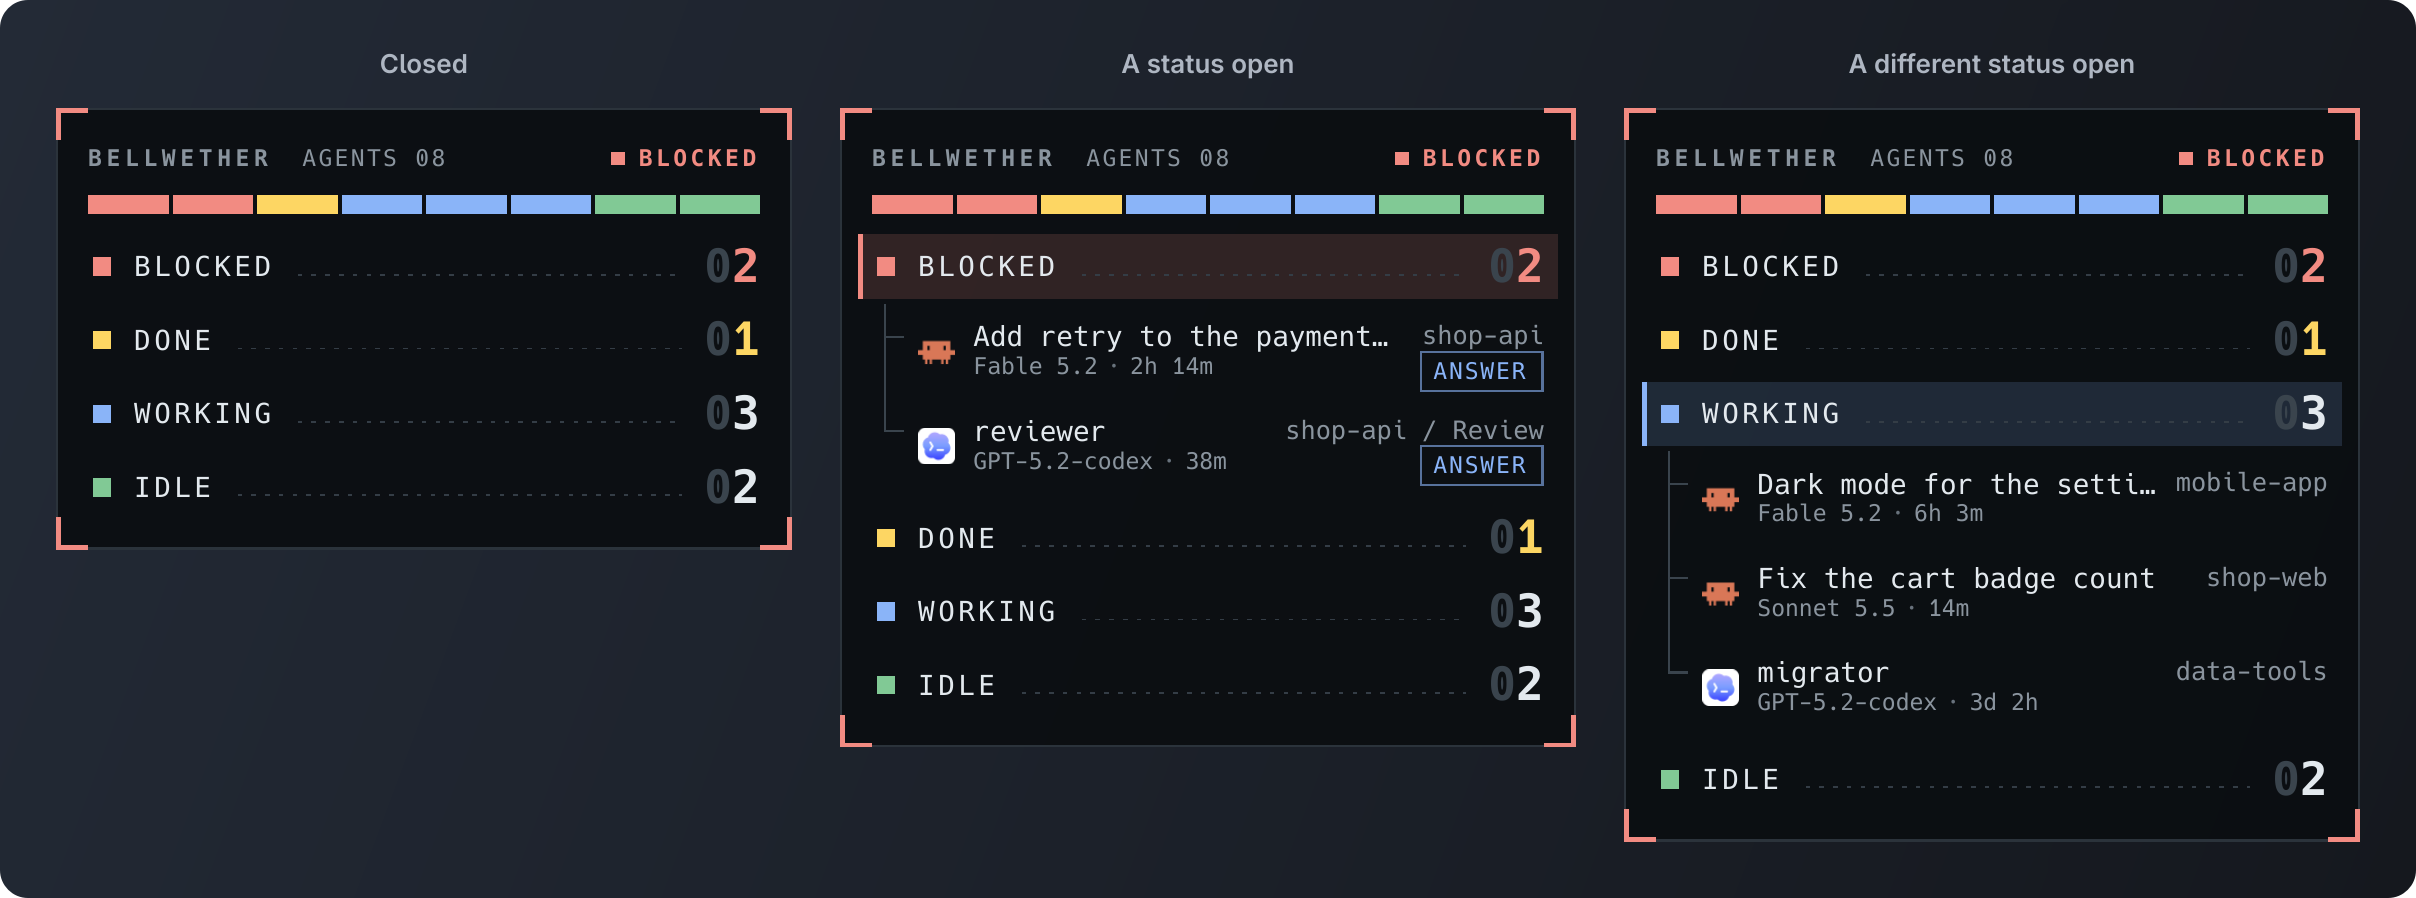 Closed
BELLWETHER AGENTS 08 BLOCKED
BLOCKED 02
DONE 01
WORKING 03
IDLE 02
A status open
BELLWETHER AGENTS 08 BLOCKED
BLOCKED 02
Add retry to the payment… shop-api
Fable 5.2 · 2h 14m ANSWER
reviewer shop-api / Review
GPT-5.2-codex · 38m ANSWER
DONE 01
WORKING 03
IDLE 02
A different status open
BELLWETHER AGENTS 08 BLOCKED
BLOCKED 02
DONE 01
WORKING 03
Dark mode for the setti… mobile-app
Fable 5.2 · 6h 3m
Fix the cart badge count shop-web
Sonnet 5.5 · 14m
migrator data-tools
GPT-5.2-codex · 3d 2h
IDLE 02